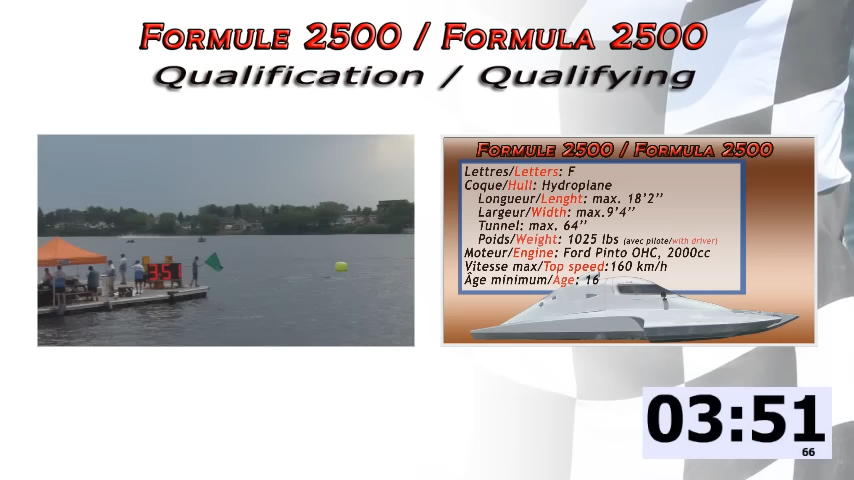 Formule 2500 / Formula 2500
Qualification / Qualifying
3:51
Formule 2500 / Formula 2500
Lettres/Letters: F
Coque/Hull: Hydroplane
Longueur/Lenght: max. 18'2''
Largeur/Width: max.9'4''
Tunnel: max. 64''
Poids/Weight: 1025 lbs (avec pilote/with driver)
Moteur/Engine: Ford Pinto OHC, 2000cc
Vitesse max/Top speed:160 km/h
Âge minimum/Age: 16
03:51
66